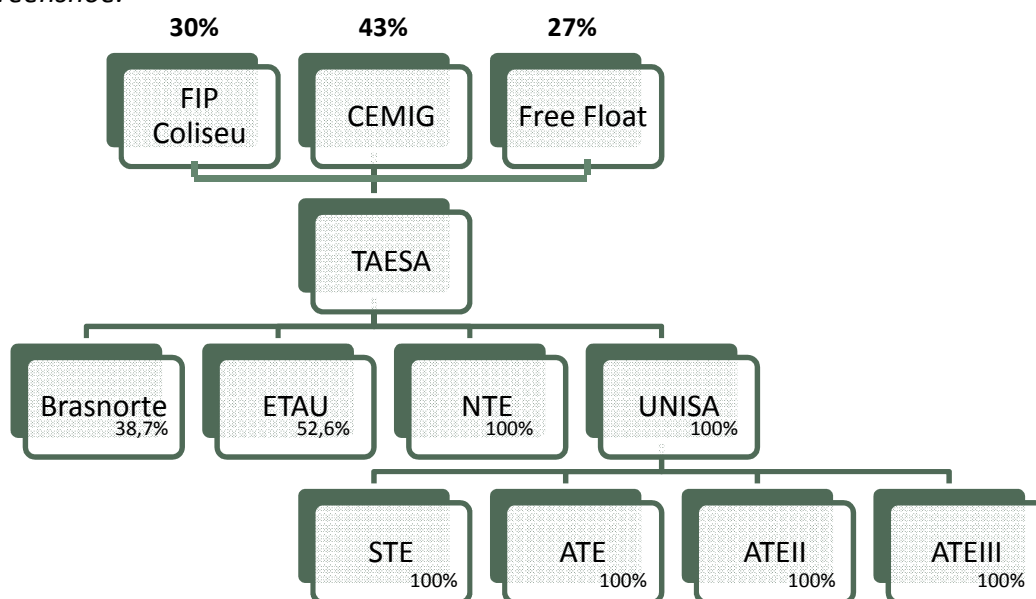 30% 43% 27%
FIP
Coliseu
CEMIG
Free Float
TAESA
Brasnorte
38,7%
ETAU
52,6%
NTE
100%
UNISA
100%
STE
100%
ATE
100%
ATEII
100%
ATEIII
100%